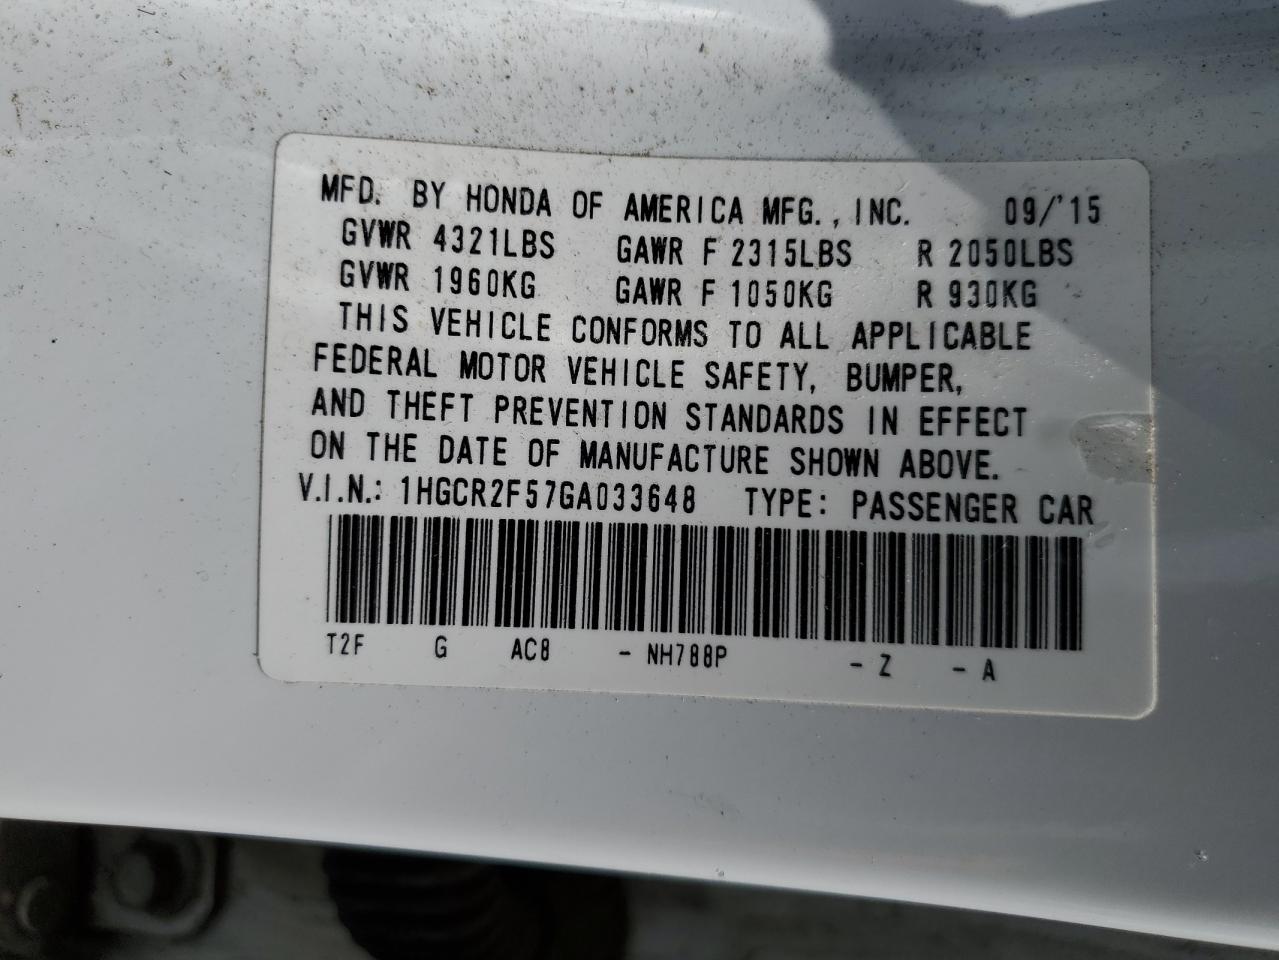 MFD. BY HONDA OF AMERICA MFG., INC. 09/'15
GVWR 4321LBS GAWR F 2315LBS R 2050LBS
GVWR 1960KG GAWR F 1050KG R 930KG
THIS VEHICLE CONFORMS TO ALL APPLICABLE
FEDERAL MOTOR VEHICLE SAFETY, BUMPER,
AND THEFT PREVENTION STANDARDS IN EFFECT
ON THE DATE OF MANUFACTURE SHOWN ABOVE.
V.I.N.: 1HGCR2F57GA033648 TYPE: PASSENGER CAR
T2F G AC8 - NH788P - Z - A